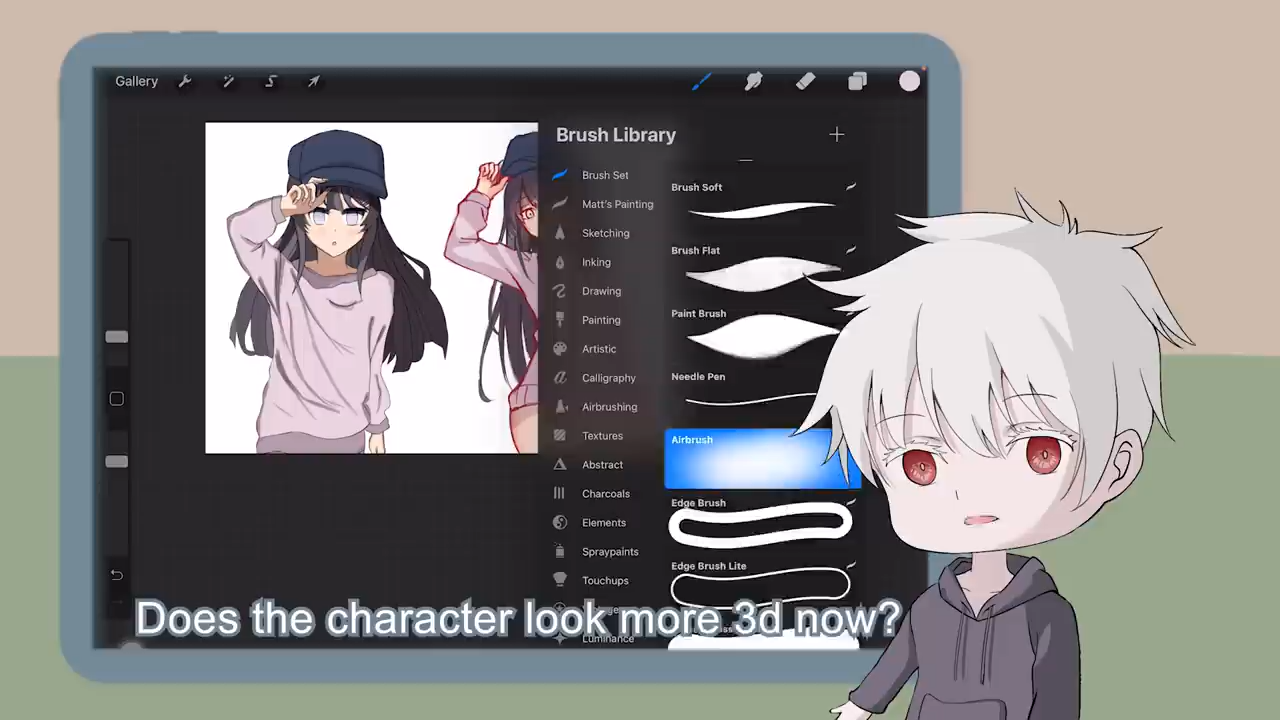 Gallery
Brush Library
Brush Set
Matt's Painting
Sketching
Inking
Drawing
Painting
Artistic
Calligraphy
Airbrushing
Textures
Abstract
Charcoals
Elements
Spraypaints
Touchups
Luminance
Brush Soft
Brush Flat
Paint Brush
Needle Pen
Airbrush
Edge Brush
Edge Brush Lite
Does the character look more 3d now?